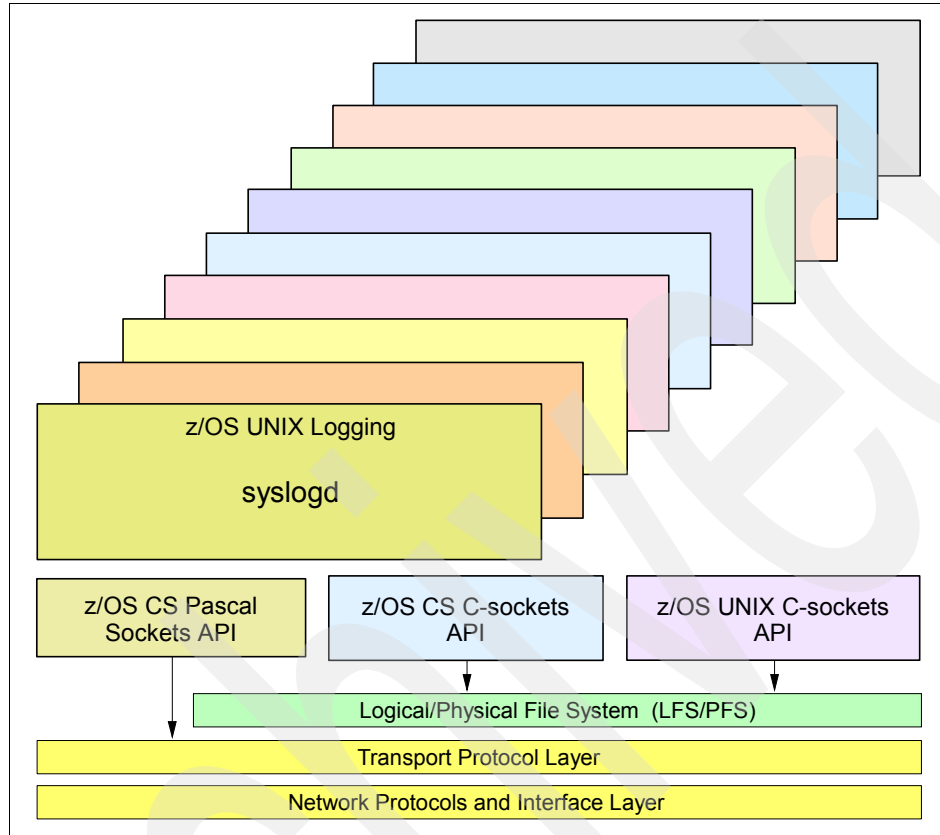 z/OS UNIX Logging
syslogd
z/OS CS Pascal
Sockets API
z/OS CS C-sockets
API
z/OS UNIX C-sockets
API
Logical/Physical File System (LFS/PFS)
Transport Protocol Layer
Network Protocols and Interface Layer